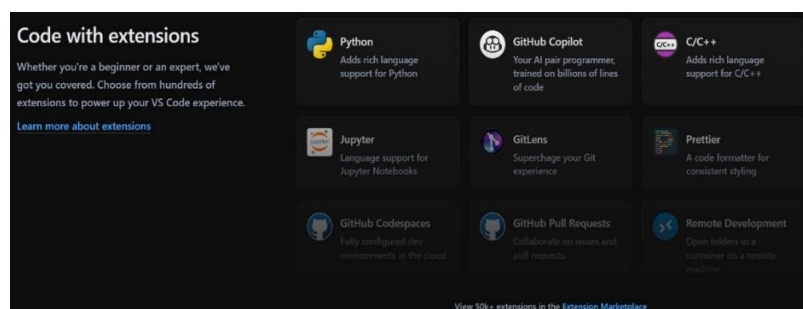 Code with extensions
Whether you're a beginner or an expert, we've
got you covered. Choose from hundreds of
extensions to power up your VS Code experience.
Learn more about extensions
Python
Adds rich language
support for Python
GitHub Copilot
Your AI pair programmer,
trained on billions of lines
of code
C/C++
C/C++
Adds rich language
support for C/C++
Jupyter
Language support for
Jupyter Notebooks
GitLens
Superchage your Git
experience
Prettier
A code formatter for
consistent styling
GitHub Codespaces
Fully configured dev
environments in the cloud
GitHub Pull Requests
Collaborate on issues and
pull requests
Remote Development
Open folders in a
container on a remote
machine
View 50k+ extensions in the Extension Marketplace